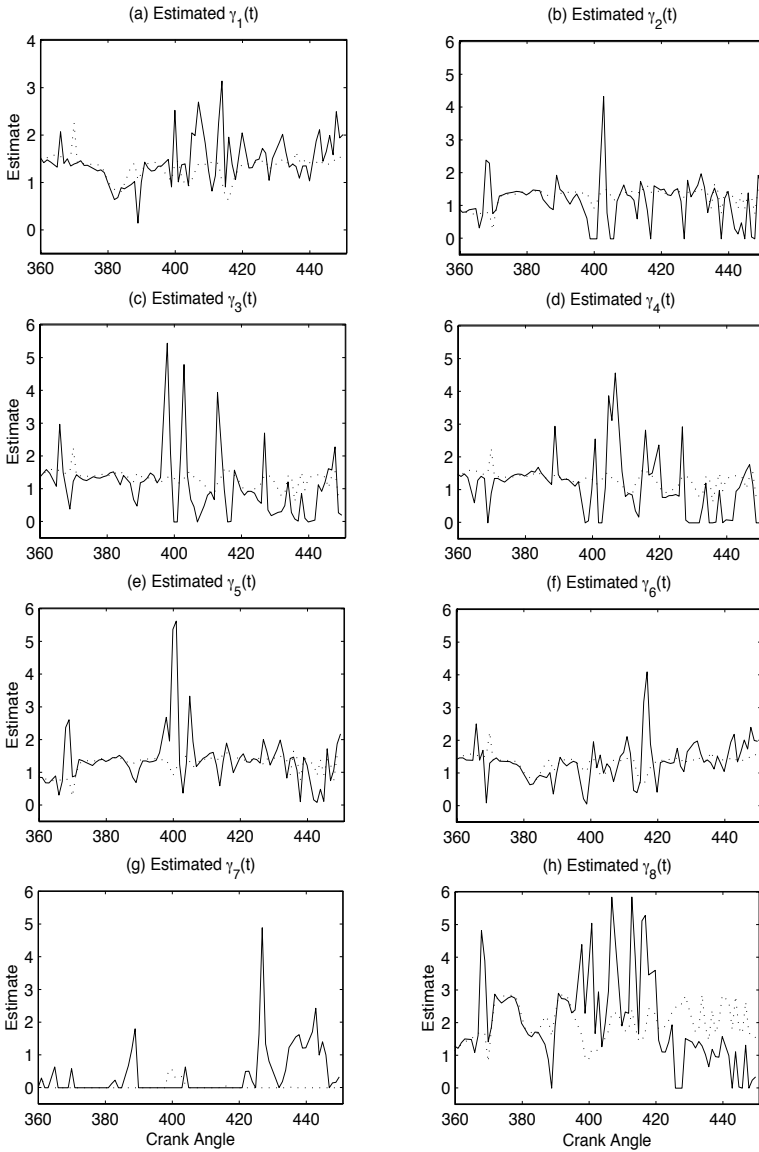 (a) Estimated γ1(t)
(b) Estimated γ2(t)
4
3
2
1
0
Estimate
360 380 400 420 440
6
5
4
3
2
1
0
360 380 400 420 440
(c) Estimated γ3(t)
(d) Estimated γ4(t)
6
5
4
3
2
1
0
Estimate
360 380 400 420 440
6
5
4
3
2
1
0
360 380 400 420 440
(e) Estimated γ5(t)
(f) Estimated γ6(t)
6
5
4
3
2
1
0
Estimate
360 380 400 420 440
6
5
4
3
2
1
0
360 380 400 420 440
(g) Estimated γ7(t)
(h) Estimated γ8(t)
6
5
4
3
2
1
0
Estimate
360 380 400 420 440
Crank Angle
6
5
4
3
2
1
0
Estimate
360 380 400 420 440
Crank Angle